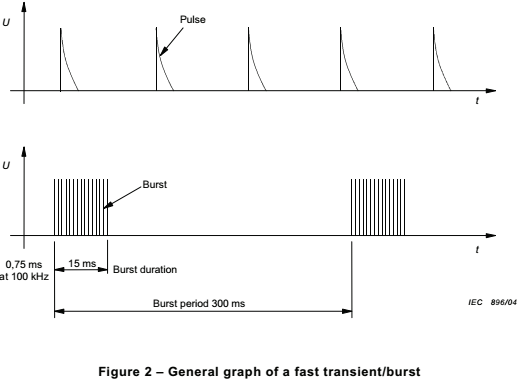 U
Pulse
t
U
Burst
t
0,75 ms
at 100 kHz
15 ms
Burst duration
Burst period 300 ms
IEC 896/04
Figure 2 – General graph of a fast transient/burst